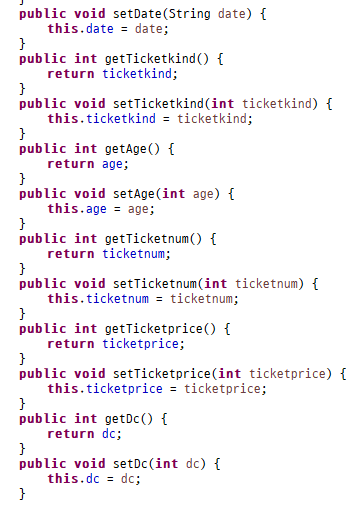 }
public void setDate(String date) {
    this.date = date;
}
public int getTicketkind() {
    return ticketkind;
}
public void setTicketkind(int ticketkind) {
    this.ticketkind = ticketkind;
}
public int getAge() {
    return age;
}
public void setAge(int age) {
    this.age = age;
}
public int getTicketnum() {
    return ticketnum;
}
public void setTicketnum(int ticketnum) {
    this.ticketnum = ticketnum;
}
public int getTicketprice() {
    return ticketprice;
}
public void setTicketprice(int ticketprice) {
    this.ticketprice = ticketprice;
}
public int getDc() {
    return dc;
}
public void setDc(int dc) {
    this.dc = dc;
}